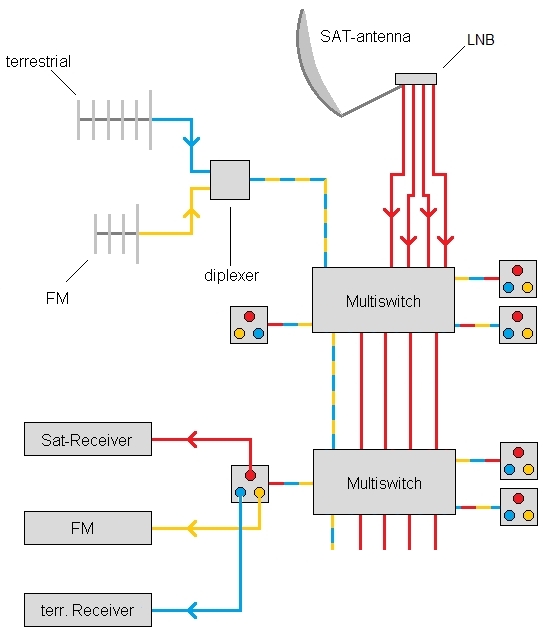 SAT-antenna
LNB
terrestrial
diplexer
FM
Multiswitch
Sat-Receiver
Multiswitch
FM
terr. Receiver